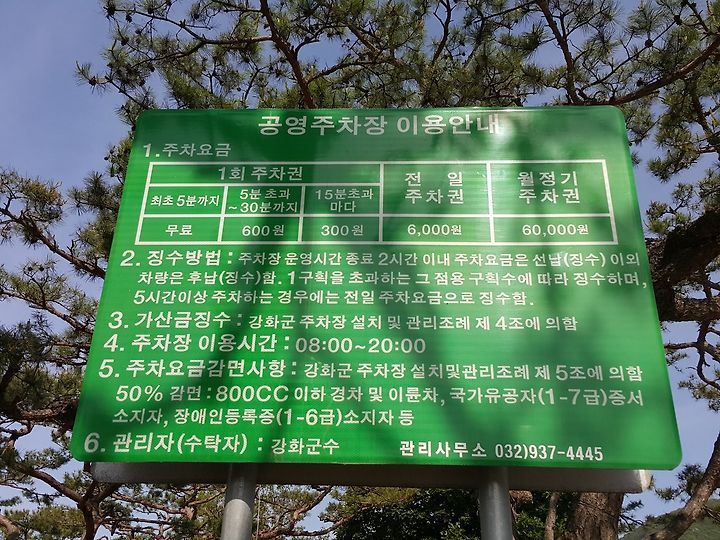 공영주차장 이용안내
1.주차요금
1회 주차권
전 일 주차권
월정기 주차권
최초 5분까지
5분 초과 ~30분까지
15분초과 마다
무료 600원 300원 6,000원 60,000원
2. 징수방법 : 주차장 운영시간 종료 2시간 이내 주차요금은 선납(징수) 이외
차량은 후납(징수)함. 1구획을 초과하는 그 점용 구획수에 따라 징수하며,
5시간이상 주차하는 경우에는 전일 주차요금으로 징수함.
3. 가산금징수 : 강화군 주차장 설치 및 관리조례 제 4조에 의함
4. 주차장 이용시간 : 08:00~20:00
5. 주차요금감면사항 : 강화군 주차장 설치및관리조례 제 5조에 의함
50% 감면 : 800CC 이하 경차 및 이륜차, 국가유공자(1-7급)증서
소지자, 장애인등록증(1-6급)소지자 등
6. 관리자(수탁자) : 강화군수 관리사무소 032)937-4445